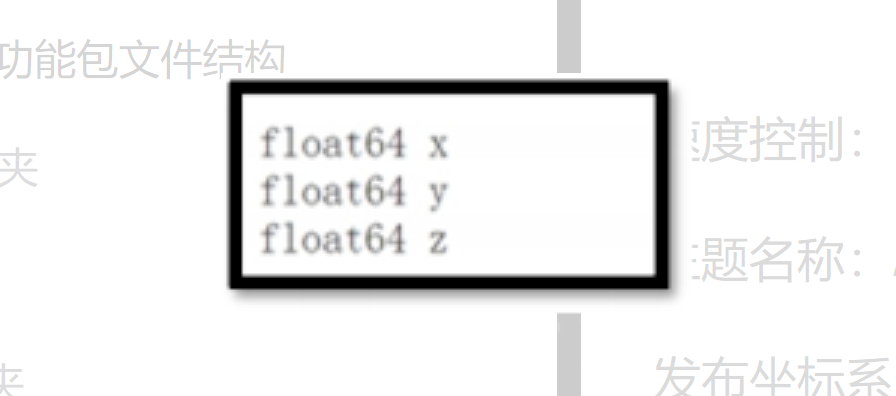 功能包文件结构
float64 x
float64 y
float64 z
夹
夹
度控制：
题名称：
发布坐标系